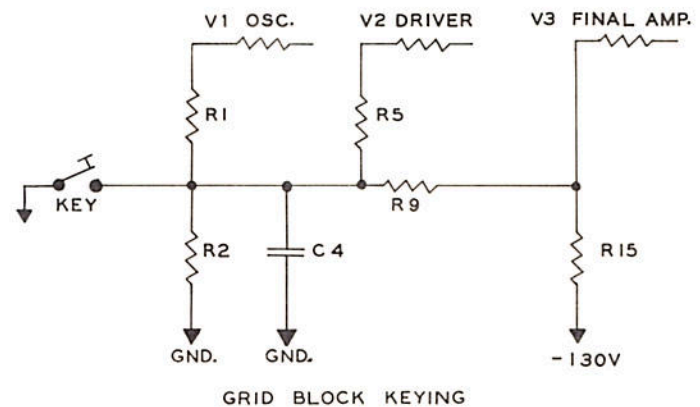 V1 OSC. V2 DRIVER V3 FINAL AMP.
R1 R5
KEY R9
R2 C4 R15
GND. GND. -130V
GRID BLOCK KEYING